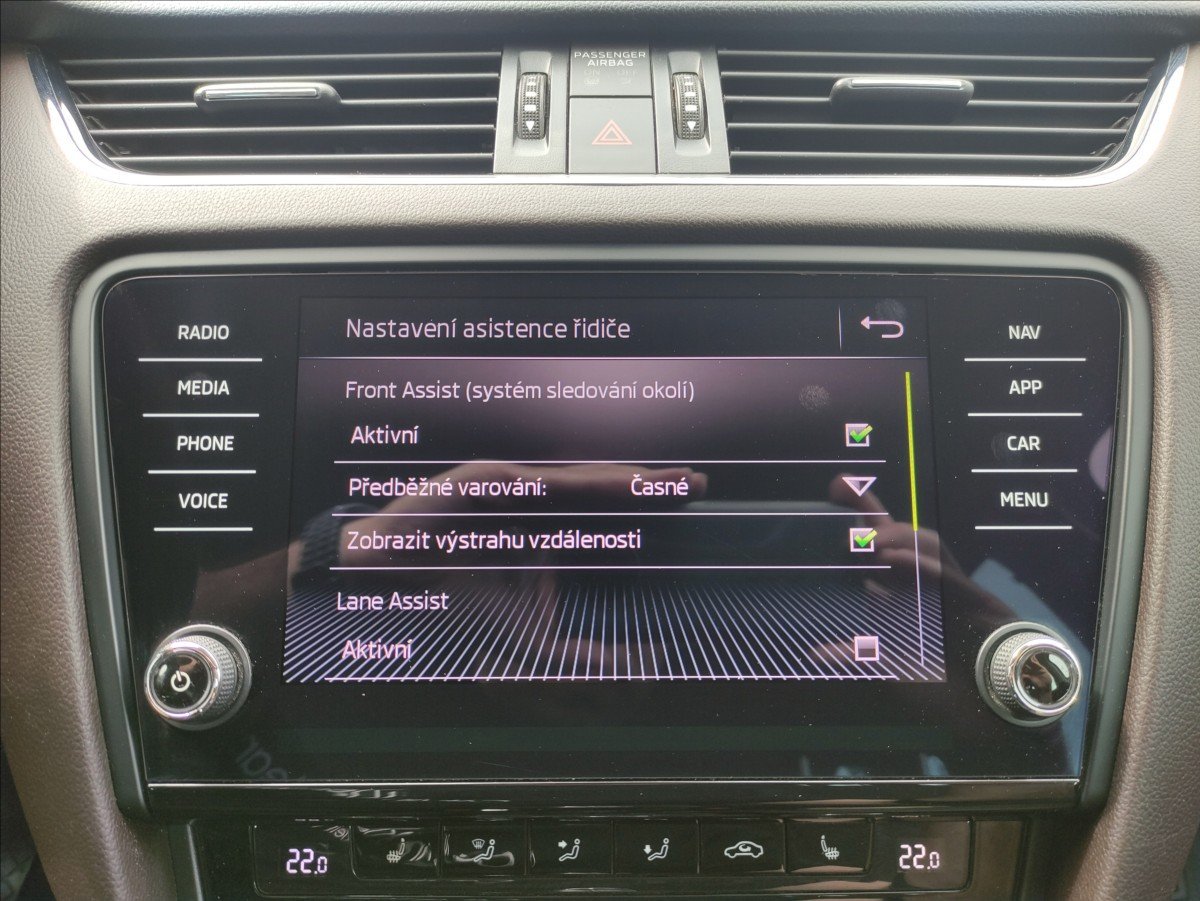 PASSENGER
AIRBAG
RADIO
MEDIA
PHONE
VOICE
Nastavení asistence řidiče
Front Assist (systém sledování okolí)
Aktivní
Předběžné varování: Časné
Zobrazit výstrahu vzdálenosti
Lane Assist
Aktivní
NAV
APP
CAR
MENU
22.0
22.0